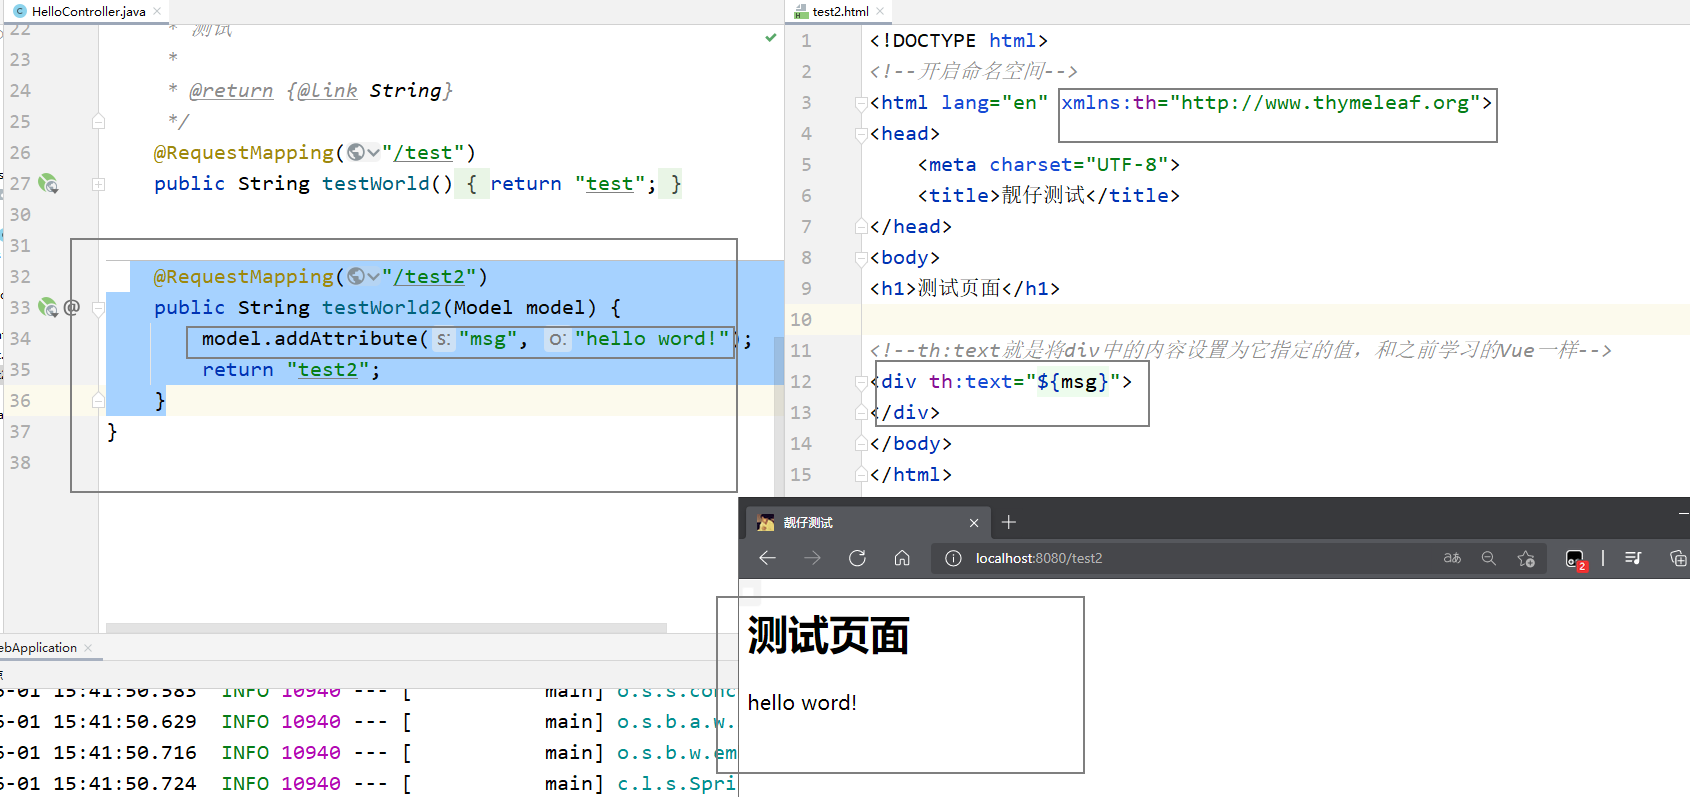 HelloController.java
22 * 测试
23 *
24 * @return {@link String}
25 */
26 @RequestMapping("/test")
27 public String testWorld() { return "test"; }
30
31
32 @RequestMapping("/test2")
33 @ public String testWorld2(Model model) {
34 model.addAttribute( s: "msg", o: "hello word!");
35 return "test2";
36 }
37 }
38
test2.html
1 <!DOCTYPE html>
2 <!--开启命名空间-->
3 <html lang="en" xmlns:th="http://www.thymeleaf.org">
4 <head>
5 <meta charset="UTF-8">
6 <title>靓仔测试</title>
7 </head>
8 <body>
9 <h1>测试页面</h1>
10
11 <!--th:text就是将div中的内容设置为它指定的值，和之前学习的Vue一样-->
12 <div th:text="${msg}">
13 </div>
14 </body>
15 </html>
靓仔测试
localhost:8080/test2
2
测试页面
hello word!
ebApplication
-01 15:41:50.583 INFO 10940 --- [ main] o.s.s.conc
-01 15:41:50.629 INFO 10940 --- [ main] o.s.b.a.w.
-01 15:41:50.716 INFO 10940 --- [ main] o.s.b.w.em
-01 15:41:50.724 INFO 10940 --- [ main] c.l.s.Spri